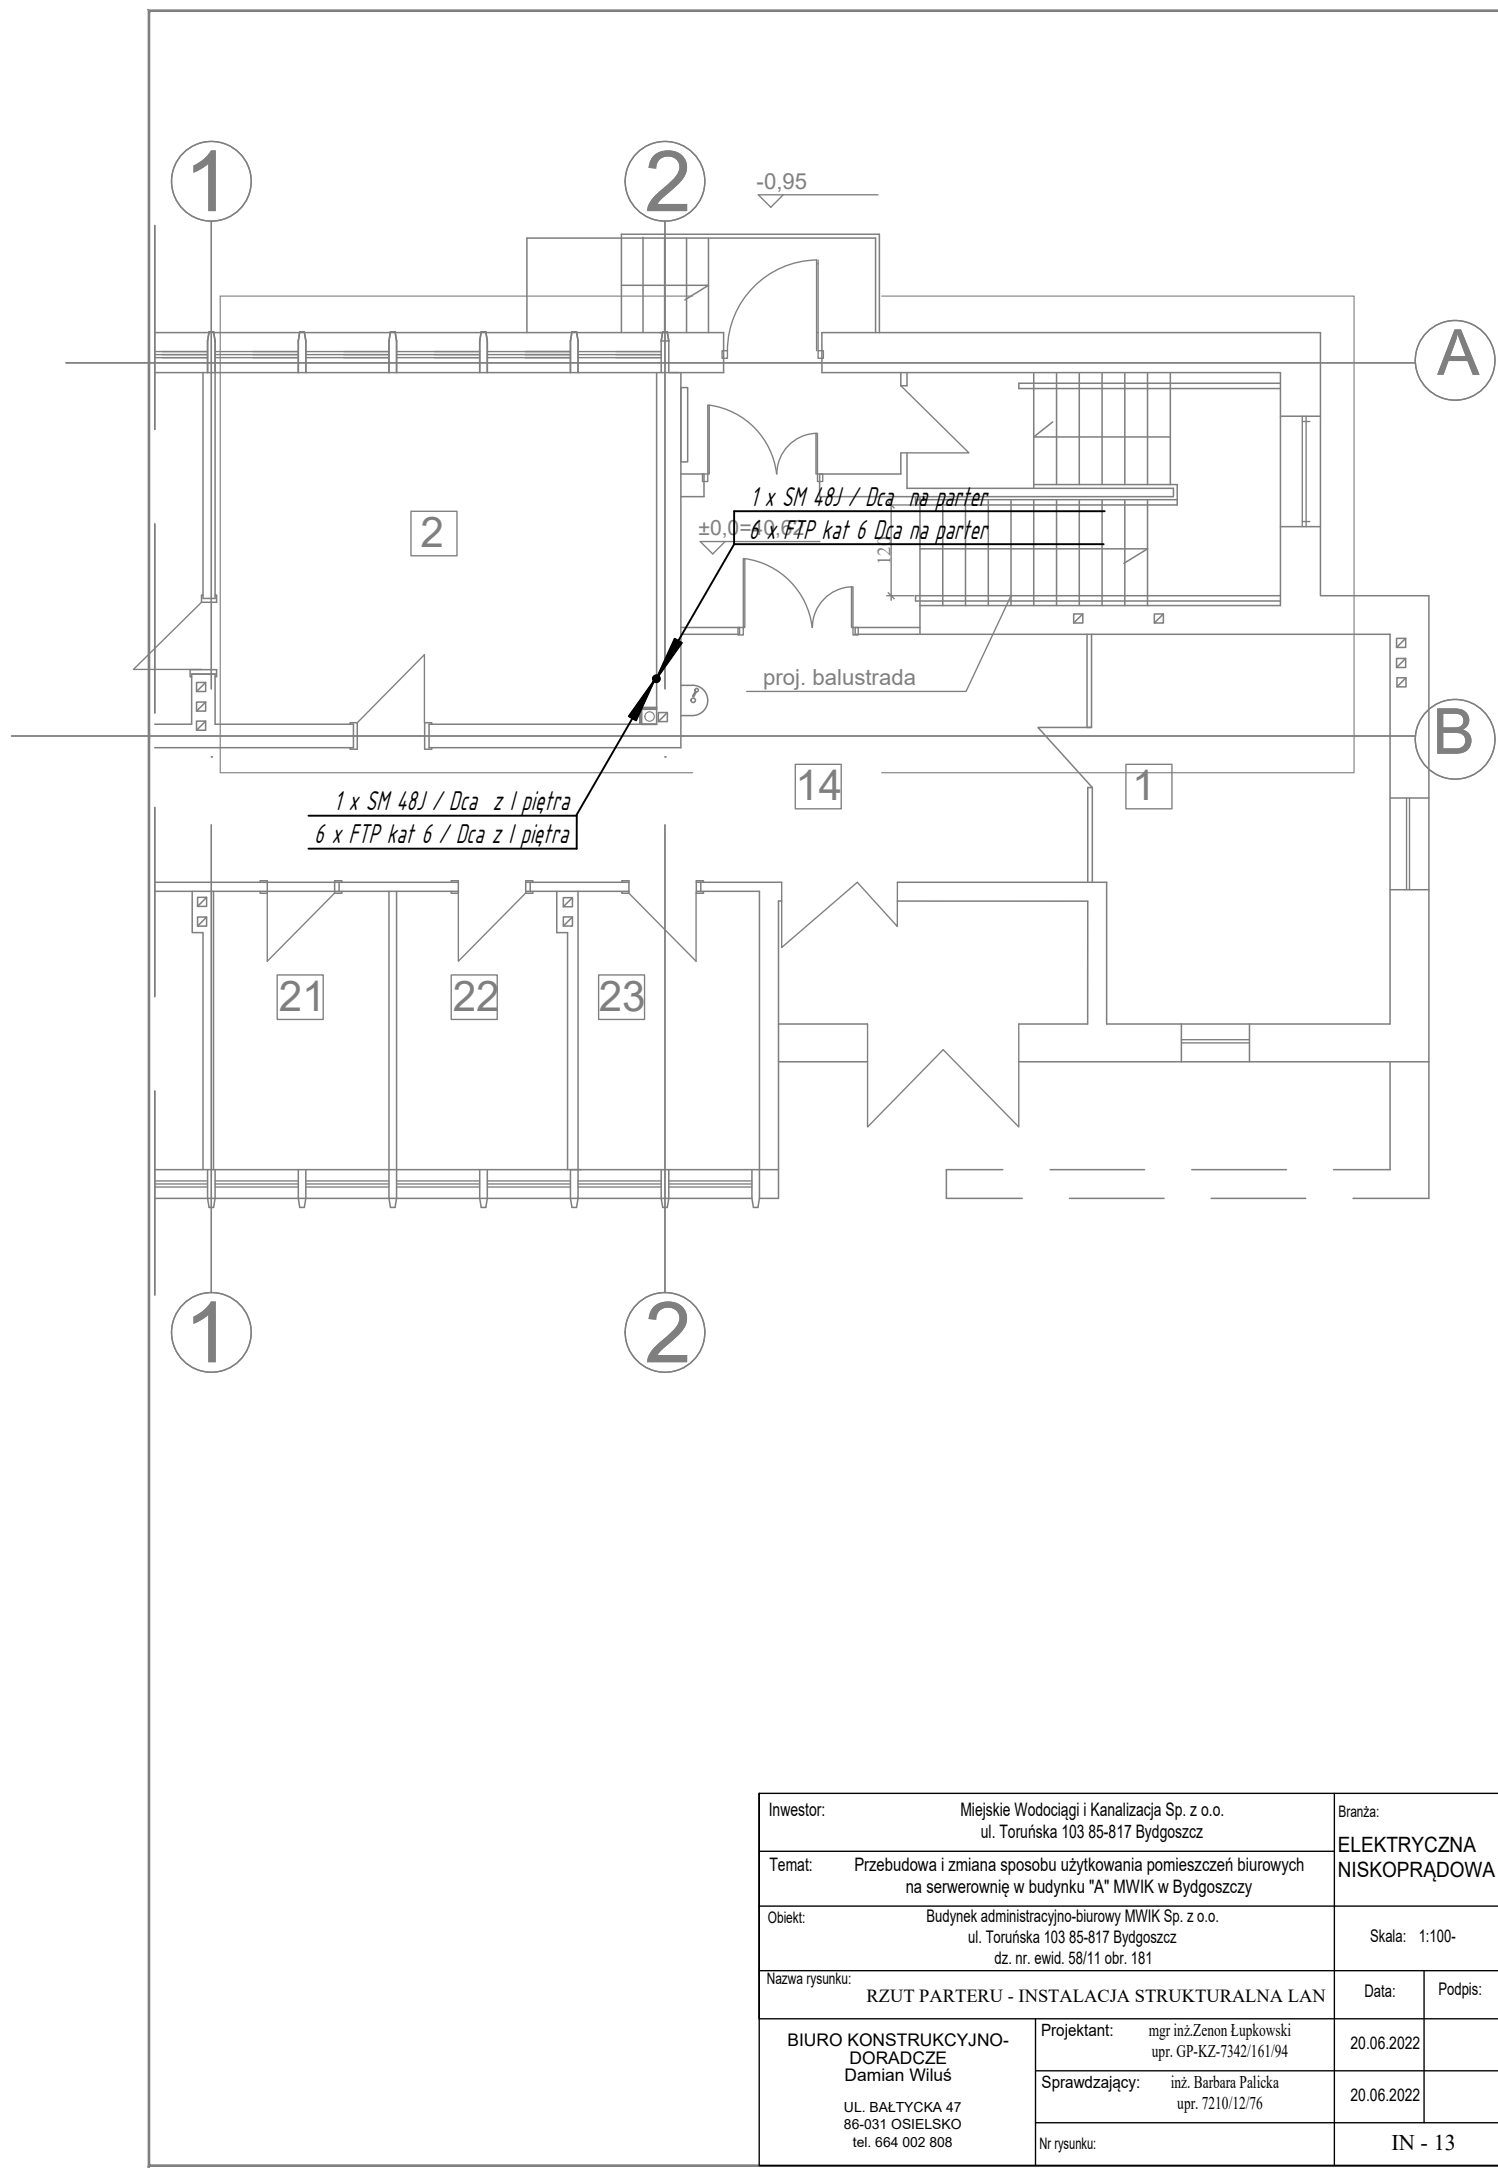 1
2
-0,95
A
1 x SM 48J / Dca na parter
6 x FTP kat 6 Dca na parter
2
proj. balustrada
B
14
1
1 x SM 48J / Dca z I piętra
6 x FTP kat 6 / Dca z I piętra
21
22
23
1
2
Inwestor:
Miejskie Wodociągi i Kanalizacja Sp. z o.o.
ul. Toruńska 103 85-817 Bydgoszcz
Branża:
ELEKTRYCZNA
NISKOPRĄDOWA
Temat:
Przebudowa i zmiana sposobu użytkowania pomieszczeń biurowych
na serwerownię w budynku "A" MWIK w Bydgoszczy
Obiekt:
Budynek administracyjno-biurowy MWIK Sp. z o.o.
ul. Toruńska 103 85-817 Bydgoszcz
dz. nr. ewid. 58/11 obr. 181
Skala: 1:100-
Nazwa rysunku:
RZUT PARTERU - INSTALACJA STRUKTURALNA LAN
Data:
Podpis:
BIURO KONSTRUKCYJNO-
DORADCZE
Damian Wiluś
UL. BAŁTYCKA 47
86-031 OSIELSKO
tel. 664 002 808
Projektant:
mgr inż.Zenon Łupkowski
upr. GP-KZ-7342/161/94
20.06.2022
Sprawdzający:
inż. Barbara Palicka
upr. 7210/12/76
20.06.2022
Nr rysunku:
IN - 13